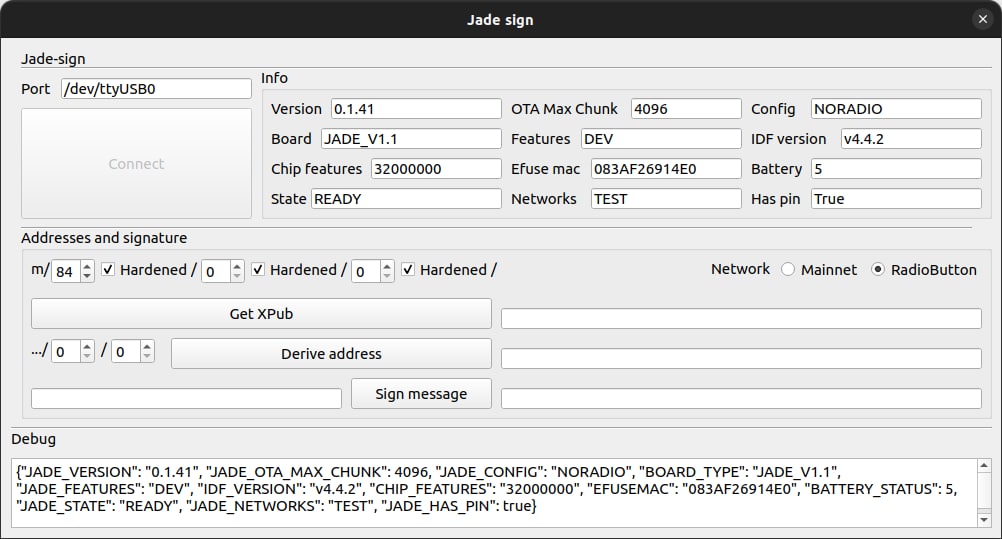 Jade sign
Jade-sign
Port /dev/ttyUSB0
Connect
Info
Version 0.1.41 OTA Max Chunk 4096 Config NORADIO
Board JADE_V1.1 Features DEV IDF version v4.4.2
Chip features 32000000 Efuse mac 083AF26914E0 Battery 5
State READY Networks TEST Has pin True
Addresses and signature
m/ 84 Hardened / 0 Hardened / 0 Hardened / Network Mainnet RadioButton
Get XPub
.../ 0 / 0 Derive address
Sign message
Debug
{"JADE_VERSION": "0.1.41", "JADE_OTA_MAX_CHUNK": 4096, "JADE_CONFIG": "NORADIO", "BOARD_TYPE": "JADE_V1.1",
"JADE_FEATURES": "DEV", "IDF_VERSION": "v4.4.2", "CHIP_FEATURES": "32000000", "EFUSEMAC": "083AF26914E0", "BATTERY_STATUS": 5,
"JADE_STATE": "READY", "JADE_NETWORKS": "TEST", "JADE_HAS_PIN": true}